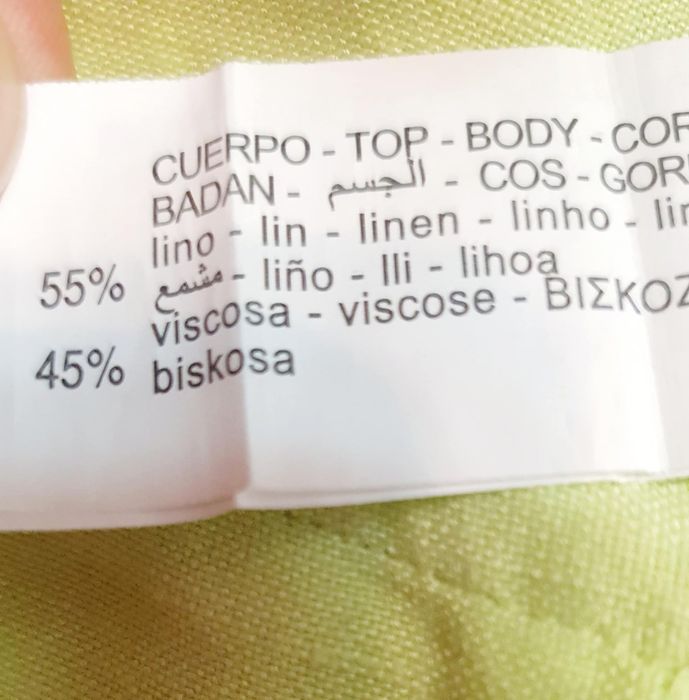 CUERPO - TOP - BODY - COR
BADAN - الجسم - COS - GOR
lino - lin - linen - linho - lin
55% مشمع - liño - lli - lihoa
viscosa - viscose - ΒΙΣΚΟΖ
45% biskosa